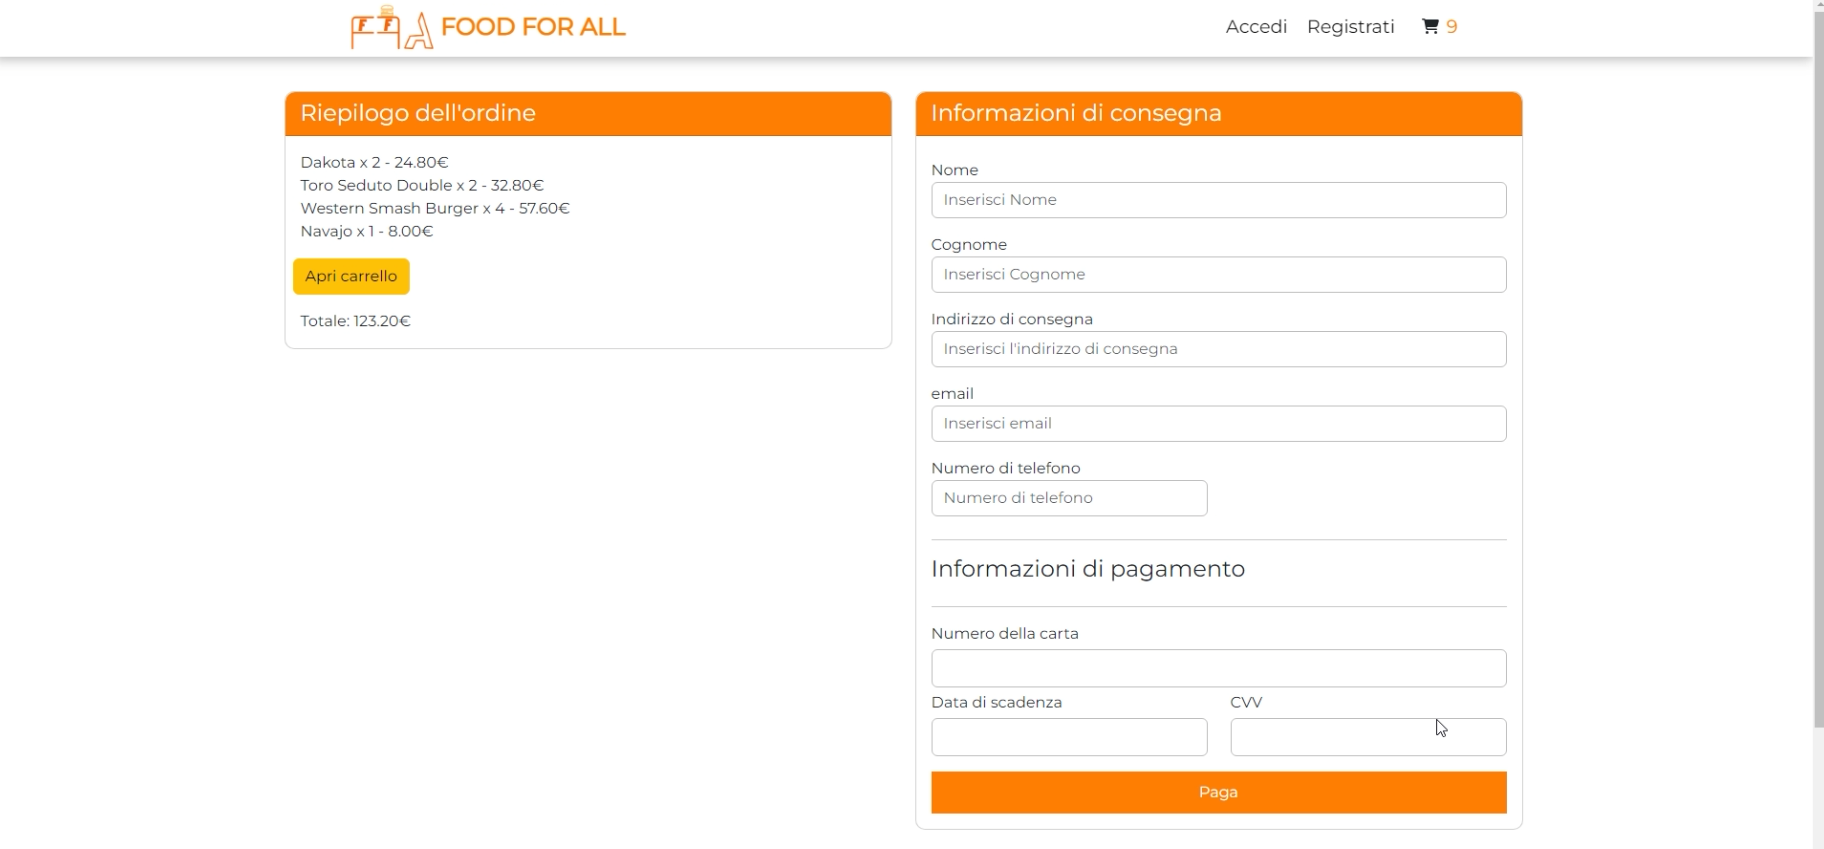 FFA FOOD FOR ALL
Accedi Registrati 9
Riepilogo dell'ordine
Dakota x 2 - 24.80€
Toro Seduto Double x 2 - 32.80€
Western Smash Burger x 4 - 57.60€
Navajo x 1 - 8.00€
Apri carrello
Totale: 123.20€
Informazioni di consegna
Nome
Inserisci Nome
Cognome
Inserisci Cognome
Indirizzo di consegna
Inserisci l'indirizzo di consegna
email
Inserisci email
Numero di telefono
Numero di telefono
Informazioni di pagamento
Numero della carta
Data di scadenza CVV
Paga